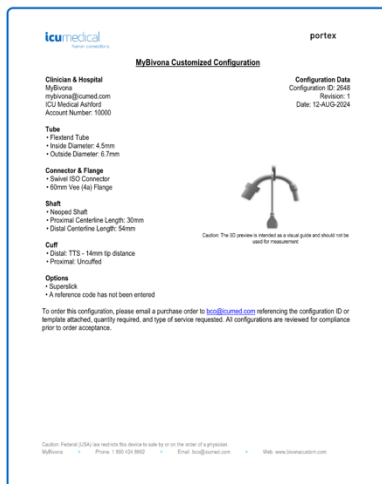 icumedical
human connections
portex
MyBivona Customized Configuration
Clinician & Hospital
MyBivona
mybivona@icumed.com
ICU Medical Ashford
Account Number: 10000
Configuration Data
Configuration ID: 2648
Revision: 1
Date: 12-AUG-2024
Tube
• Flextend Tube
• Inside Diameter: 4.5mm
• Outside Diameter: 6.7mm
Connector & Flange
• Swivel ISO Connector
• 60mm Vee (4a) Flange
Shaft
• Neoped Shaft
• Proximal Centerline Length: 30mm
• Distal Centerline Length: 54mm
Caution: The 3D preview is intended as a visual guide and should not be
used for measurement
Cuff
• Distal: TTS - 14mm tip distance
• Proximal: Uncuffed
Options
• Superslick
• A reference code has not been entered
To order this configuration, please email a purchase order to bco@icumed.com referencing the configuration ID or
template attached, quantity required, and type of service requested. All configurations are reviewed for compliance
prior to order acceptance.
Caution: Federal (USA) law restricts this device to sale by or on the order of a physician.
MyBivona • Phone: 1 800 424 8662 • Email: bco@icumed.com • Web: www.bivonacustom.com